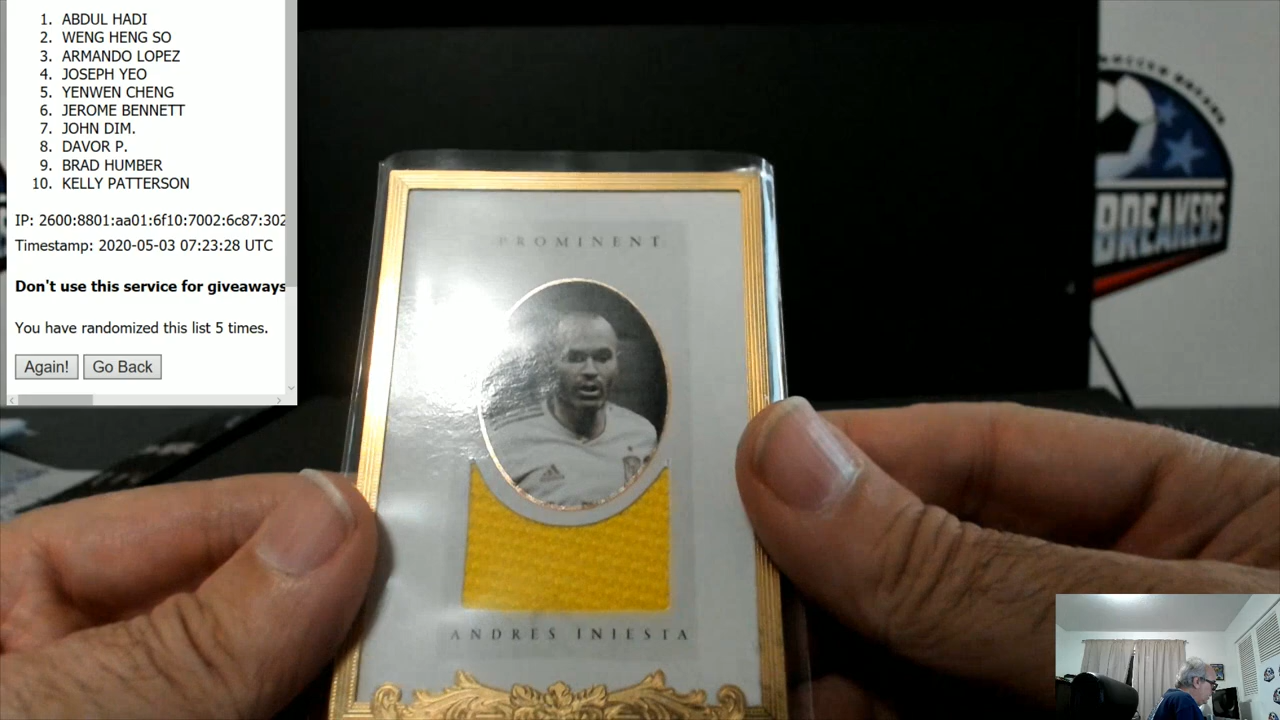 1. ABDUL HADI
2. WENG HENG SO
3. ARMANDO LOPEZ
4. JOSEPH YEO
5. YENWEN CHENG
6. JEROME BENNETT
7. JOHN DIM.
8. DAVOR P.
9. BRAD HUMBER
10. KELLY PATTERSON
IP: 2600:8801:aa01:6f10:7002:6c87:302
Timestamp: 2020-05-03 07:23:28 UTC
Don't use this service for giveaways
You have randomized this list 5 times.
Again! Go Back
PROMINENT
ANDRES INIESTA
BREAKERS